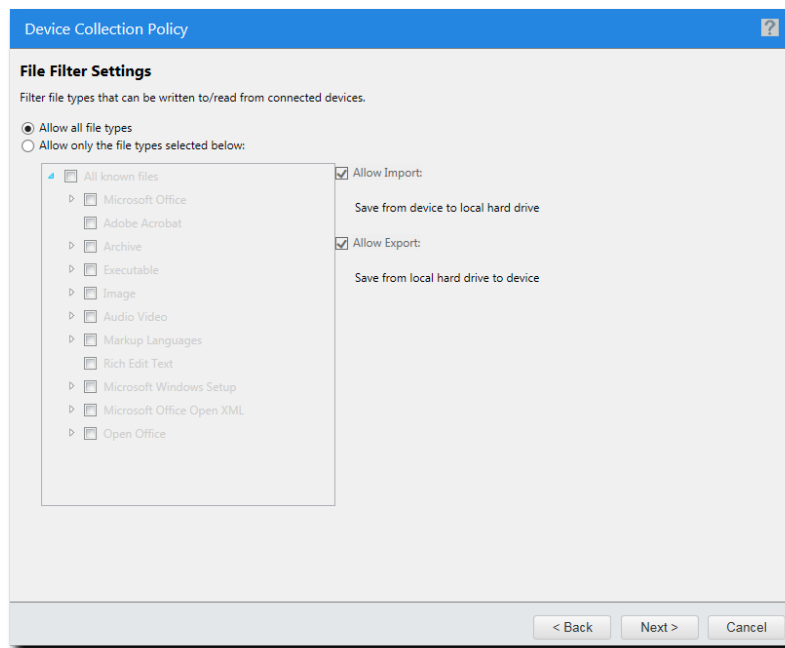 Device Collection Policy
?
File Filter Settings
Filter file types that can be written to/read from connected devices.
Allow all file types
Allow only the file types selected below:
All known files
Microsoft Office
Adobe Acrobat
Archive
Executable
Image
Audio Video
Markup Languages
Rich Edit Text
Microsoft Windows Setup
Microsoft Office Open XML
Open Office
Allow Import:
Save from device to local hard drive
Allow Export:
Save from local hard drive to device
< Back
Next >
Cancel